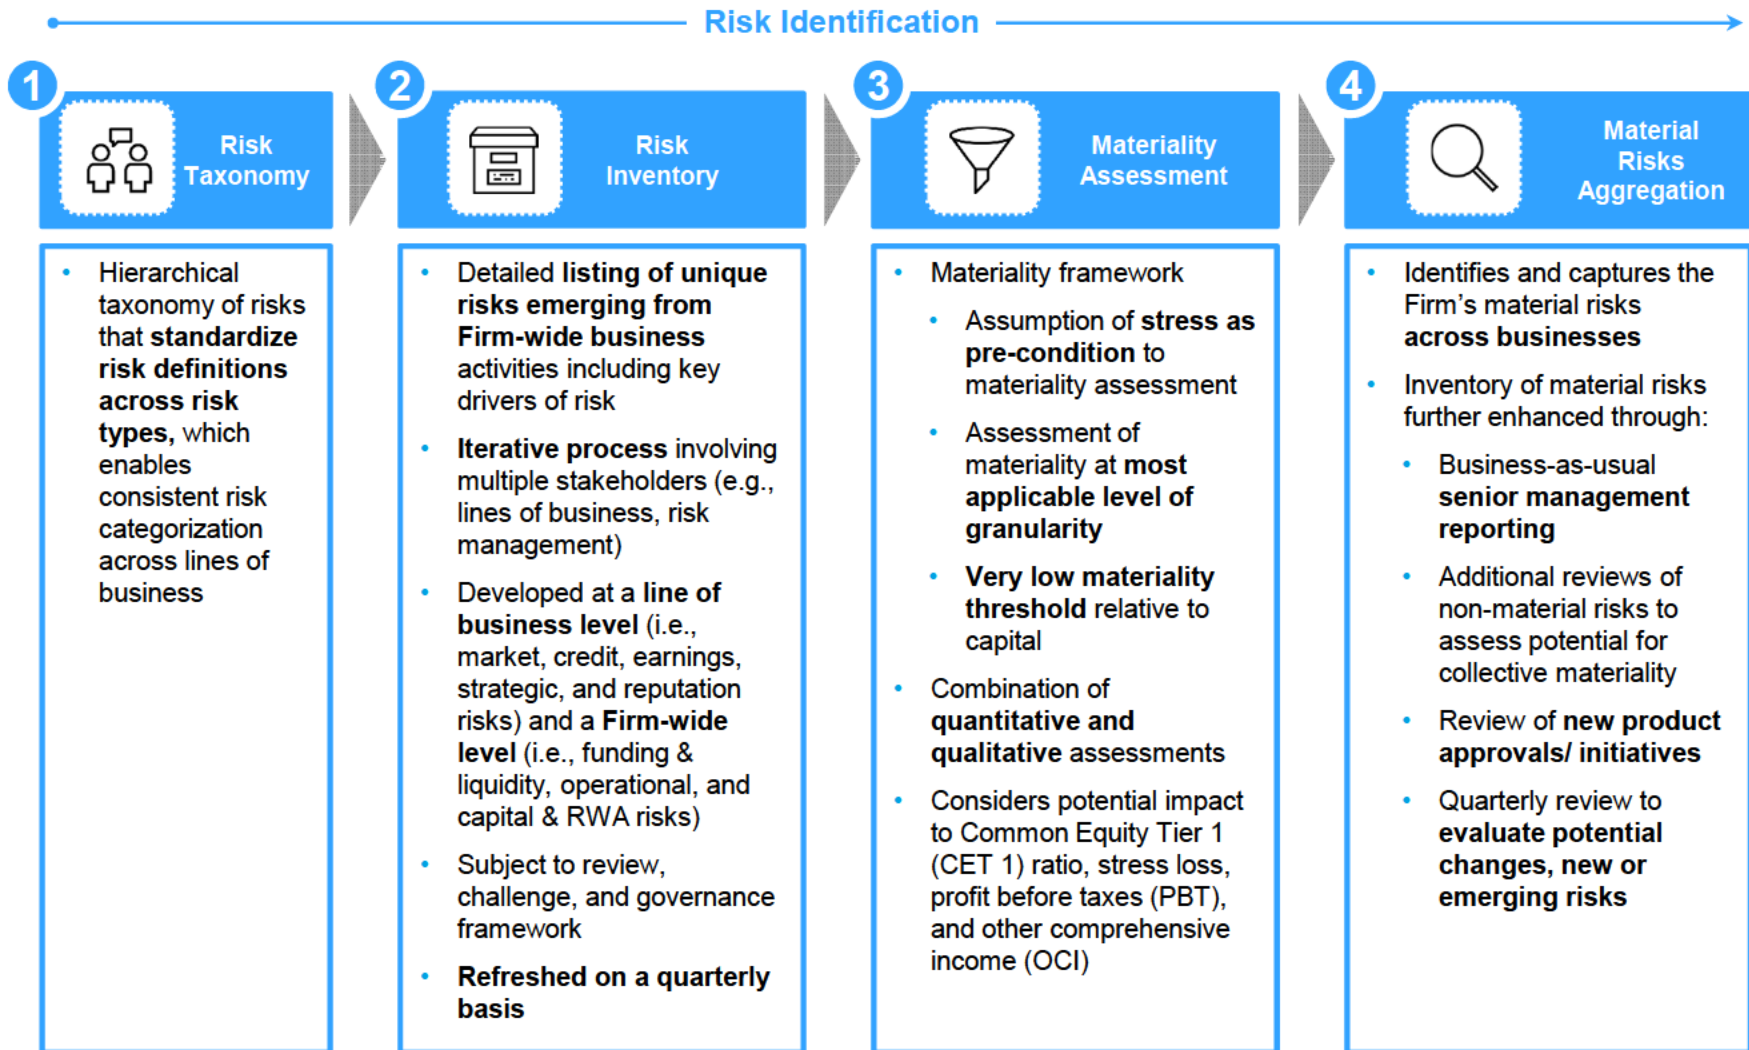 Risk Identification
1
Risk
Taxonomy
• Hierarchical
taxonomy of risks
that standardize
risk definitions
across risk
types, which
enables
consistent risk
categorization
across lines of
business
2
Risk
Inventory
• Detailed listing of unique
risks emerging from
Firm-wide business
activities including key
drivers of risk
• Iterative process involving
multiple stakeholders (e.g.,
lines of business, risk
management)
• Developed at a line of
business level (i.e.,
market, credit, earnings,
strategic, and reputation
risks) and a Firm-wide
level (i.e., funding &
liquidity, operational, and
capital & RWA risks)
• Subject to review,
challenge, and governance
framework
• Refreshed on a quarterly
basis
3
Materiality
Assessment
• Materiality framework
• Assumption of stress as
pre-condition to
materiality assessment
• Assessment of
materiality at most
applicable level of
granularity
• Very low materiality
threshold relative to
capital
• Combination of
quantitative and
qualitative assessments
• Considers potential impact
to Common Equity Tier 1
(CET 1) ratio, stress loss,
profit before taxes (PBT),
and other comprehensive
income (OCI)
4
Material
Risks
Aggregation
• Identifies and captures the
Firm's material risks
across businesses
• Inventory of material risks
further enhanced through:
• Business-as-usual
senior management
reporting
• Additional reviews of
non-material risks to
assess potential for
collective materiality
• Review of new product
approvals/ initiatives
• Quarterly review to
evaluate potential
changes, new or
emerging risks